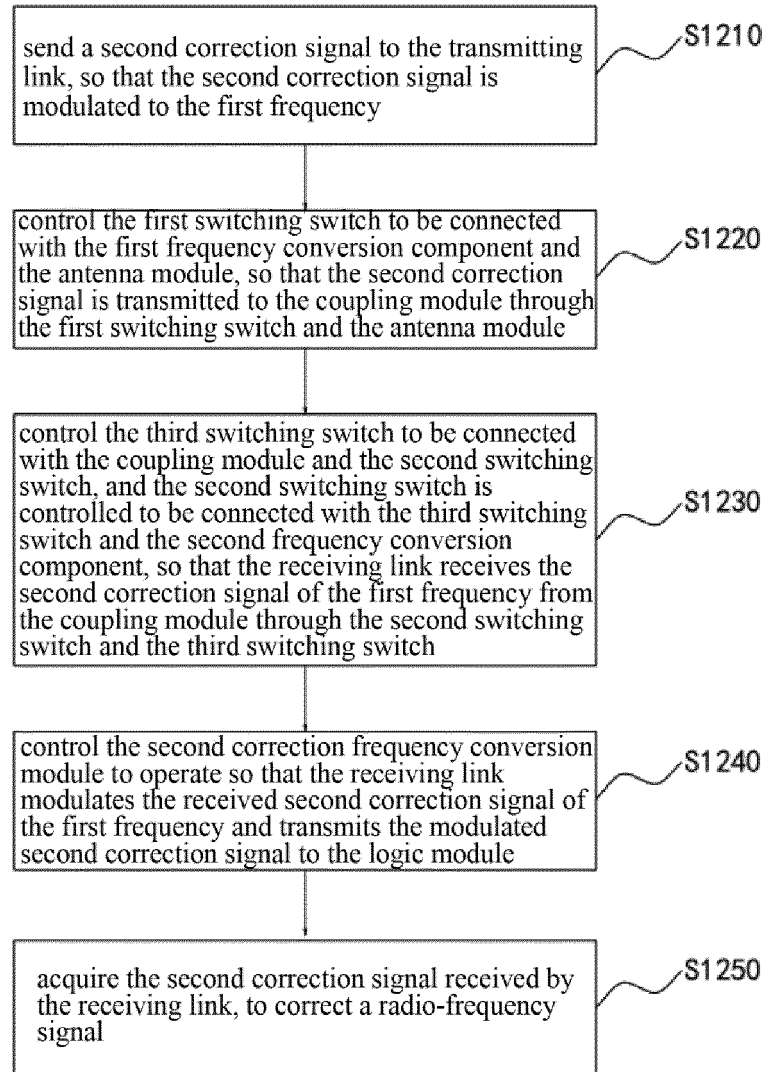 send a second correction signal to the transmitting
link, so that the second correction signal is
modulated to the first frequency
S1210
control the first switching switch to be connected
with the first frequency conversion component and
the antenna module, so that the second correction
signal is transmitted to the coupling module through
the first switching switch and the antenna module
S1220
control the third switching switch to be connected
with the coupling module and the second switching
switch, and the second switching switch is
controlled to be connected with the third switching
switch and the second frequency conversion
component, so that the receiving link receives the
second correction signal of the first frequency from
the coupling module through the second switching
switch and the third switching switch
S1230
control the second correction frequency conversion
module to operate so that the receiving link
modulates the received second correction signal of
the first frequency and transmits the modulated
second correction signal to the logic module
S1240
acquire the second correction signal received by
the receiving link, to correct a radio-frequency
signal
S1250